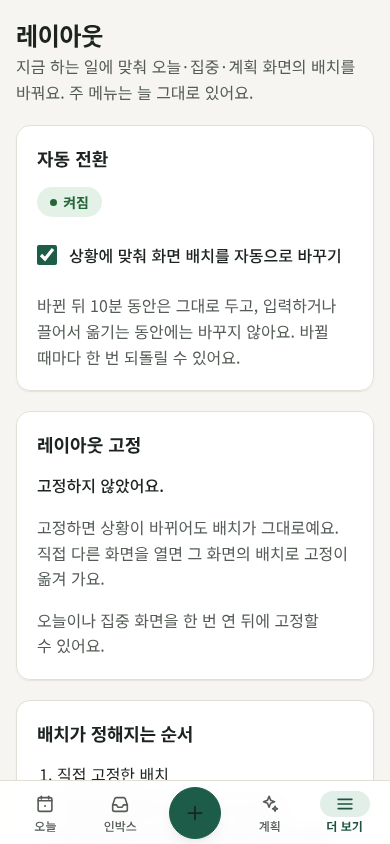 레이아웃
지금 하는 일에 맞춰 오늘·집중·계획 화면의 배치를
바꿔요. 주 메뉴는 늘 그대로 있어요.
자동 전환
켜짐
상황에 맞춰 화면 배치를 자동으로 바꾸기
바뀐 뒤 10분 동안은 그대로 두고, 입력하거나
끌어서 옮기는 동안에는 바꾸지 않아요. 바뀔
때마다 한 번 되돌릴 수 있어요.
레이아웃 고정
고정하지 않았어요.
고정하면 상황이 바뀌어도 배치가 그대로예요.
직접 다른 화면을 열면 그 화면의 배치로 고정이
옮겨 가요.
오늘이나 집중 화면을 한 번 연 뒤에 고정할
수 있어요.
배치가 정해지는 순서
1. 직접 고정한 배치
오늘
인박스
계획
더 보기